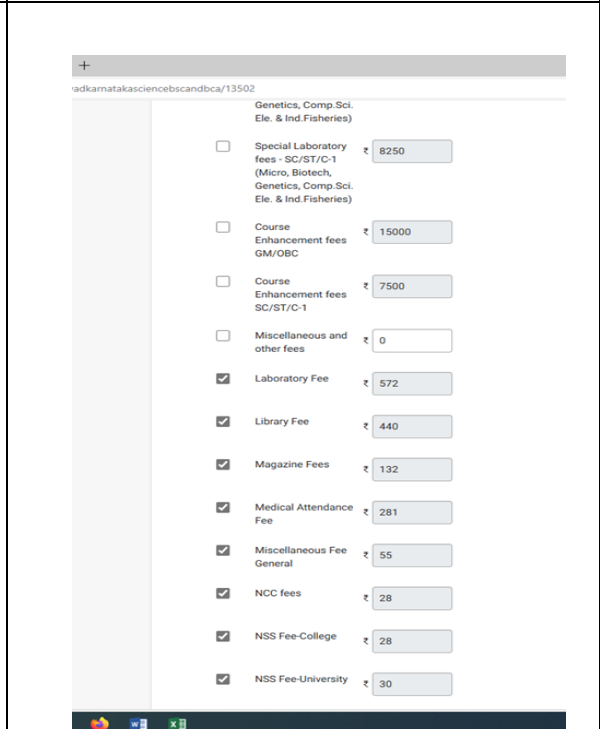 +
adkarnatakasciencebscandbca/13502
Genetics, Comp.Sci.
Ele. & Ind.Fisheries)
Special Laboratory
fees - SC/ST/C-1
(Micro, Biotech,
Genetics, Comp.Sci.
Ele. & Ind.Fisheries)
₹ 8250
Course
Enhancement fees
GM/OBC
₹ 15000
Course
Enhancement fees
SC/ST/C-1
₹ 7500
Miscellaneous and
other fees
₹ 0
Laboratory Fee
₹ 572
Library Fee
₹ 440
Magazine Fees
₹ 132
Medical Attendance
Fee
₹ 281
Miscellaneous Fee
General
₹ 55
NCC fees
₹ 28
NSS Fee-College
₹ 28
NSS Fee-University
₹ 30